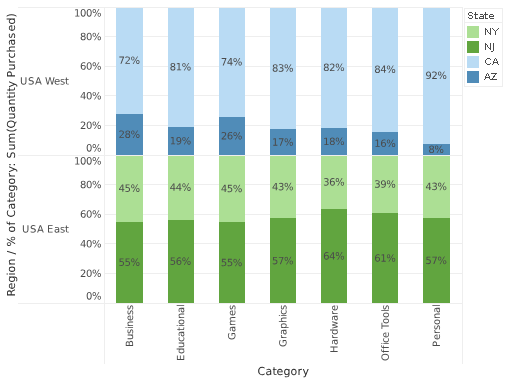 Region / % of Category: Sum(Quantity Purchased)
USA West
100%
80%
60%
40%
20%
0%
72% 81% 74% 83% 82% 84% 92%
28% 19% 26% 17% 18% 16% 8%
USA East
100%
80%
60%
40%
20%
0%
45% 44% 45% 43% 36% 39% 43%
55% 56% 55% 57% 64% 61% 57%
Business
Educational
Games
Graphics
Hardware
Office Tools
Personal
Category
State
NY
NJ
CA
AZ